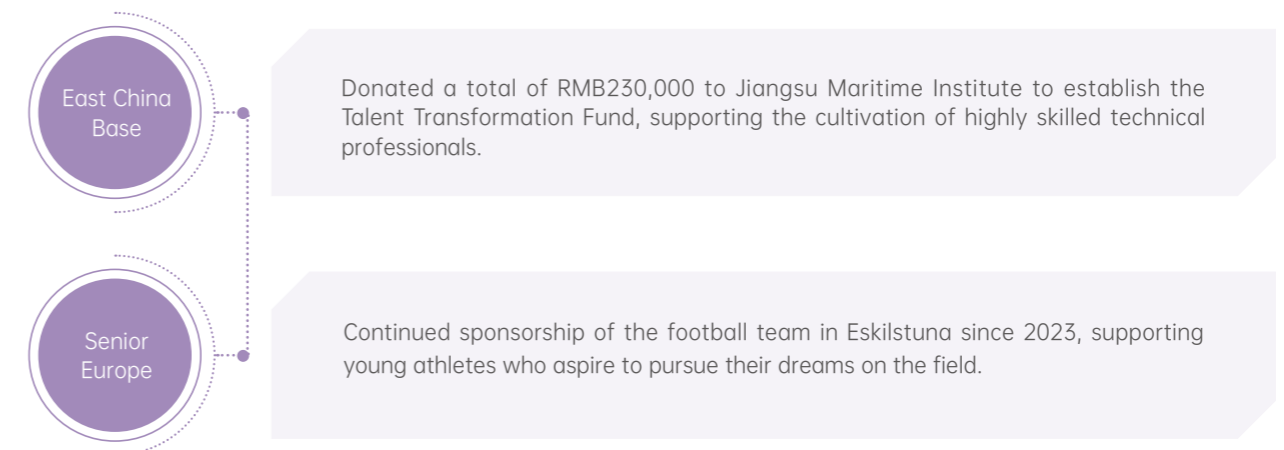 East China
Base
Donated a total of RMB230,000 to Jiangsu Maritime Institute to establish the
Talent Transformation Fund, supporting the cultivation of highly skilled technical
professionals.
Senior
Europe
Continued sponsorship of the football team in Eskilstuna since 2023, supporting
young athletes who aspire to pursue their dreams on the field.